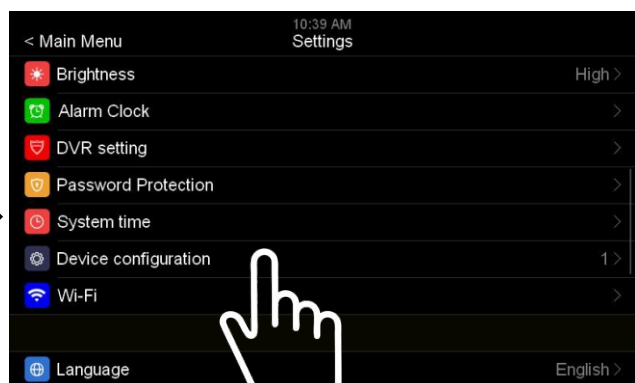 10:39 AM
< Main Menu Settings
Brightness High >
Alarm Clock >
DVR setting >
Password Protection >
System time >
Device configuration 1 >
Wi-Fi >
Language English >